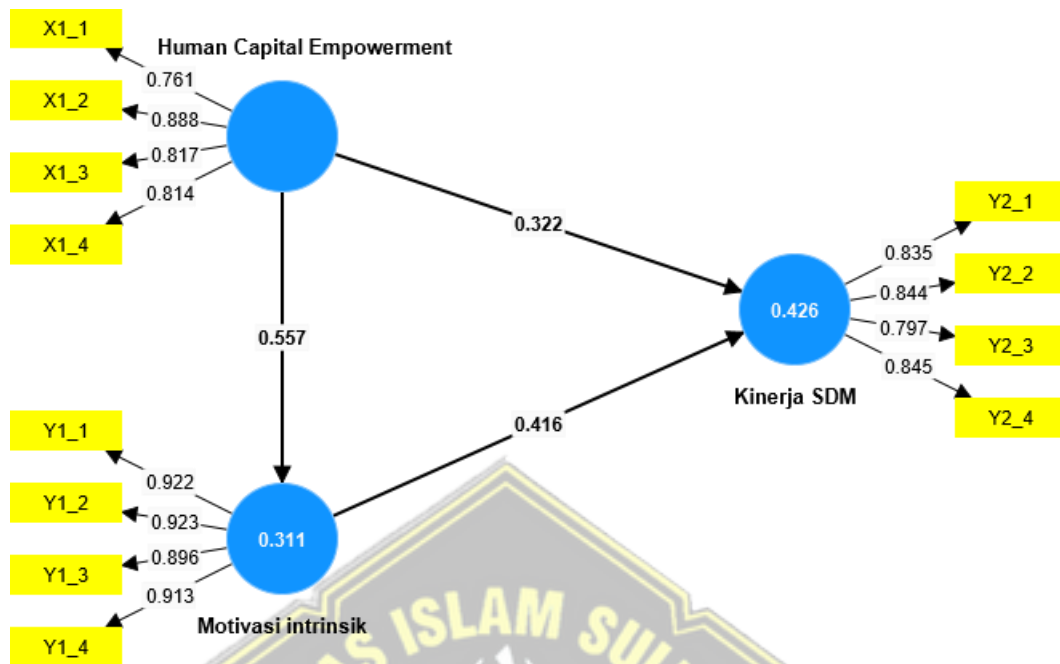 X1_1
Human Capital Empowerment
0.761
X1_2
0.888
0.817
X1_3
0.814
X1_4
0.322
Y2_1
0.835
Y2_2
0.844
0.426
0.797
Y2_3
0.845
Kinerja SDM
Y2_4
0.557
0.416
Y1_1
0.922
Y1_2
0.923
0.311
0.896
Y1_3
0.913
Motivasi intrinsik
Y1_4
ISLAM